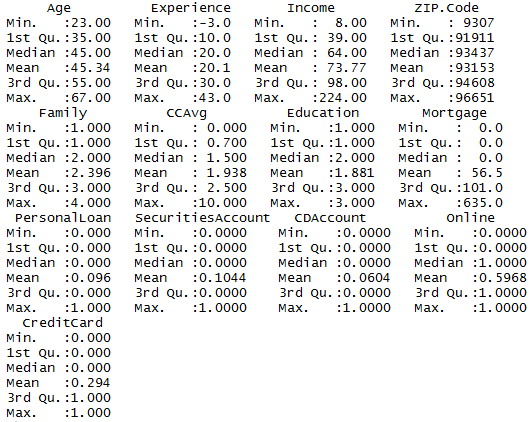 Age Experience Income ZIP.Code
Min. :23.00 Min. :-3.0 Min. : 8.00 Min. : 9307
1st Qu.:35.00 1st Qu.:10.0 1st Qu.: 39.00 1st Qu.:91911
Median :45.00 Median :20.0 Median : 64.00 Median :93437
Mean :45.34 Mean :20.1 Mean : 73.77 Mean :93153
3rd Qu.:55.00 3rd Qu.:30.0 3rd Qu.: 98.00 3rd Qu.:94608
Max. :67.00 Max. :43.0 Max. :224.00 Max. :96651
Family CCAvg Education Mortgage
Min. :1.000 Min. : 0.000 Min. :1.000 Min. : 0.0
1st Qu.:1.000 1st Qu.: 0.700 1st Qu.:1.000 1st Qu.: 0.0
Median :2.000 Median : 1.500 Median :2.000 Median : 0.0
Mean :2.396 Mean : 1.938 Mean :1.881 Mean : 56.5
3rd Qu.:3.000 3rd Qu.: 2.500 3rd Qu.:3.000 3rd Qu.:101.0
Max. :4.000 Max. :10.000 Max. :3.000 Max. :635.0
PersonalLoan SecuritiesAccount CDAccount Online
Min. :0.000 Min. :0.0000 Min. :0.0000 Min. :0.0000
1st Qu.:0.000 1st Qu.:0.0000 1st Qu.:0.0000 1st Qu.:0.0000
Median :0.000 Median :0.0000 Median :0.0000 Median :1.0000
Mean :0.096 Mean :0.1044 Mean :0.0604 Mean :0.5968
3rd Qu.:0.000 3rd Qu.:0.0000 3rd Qu.:0.0000 3rd Qu.:1.0000
Max. :1.000 Max. :1.0000 Max. :1.0000 Max. :1.0000
CreditCard
Min. :0.000
1st Qu.:0.000
Median :0.000
Mean :0.294
3rd Qu.:1.000
Max. :1.000